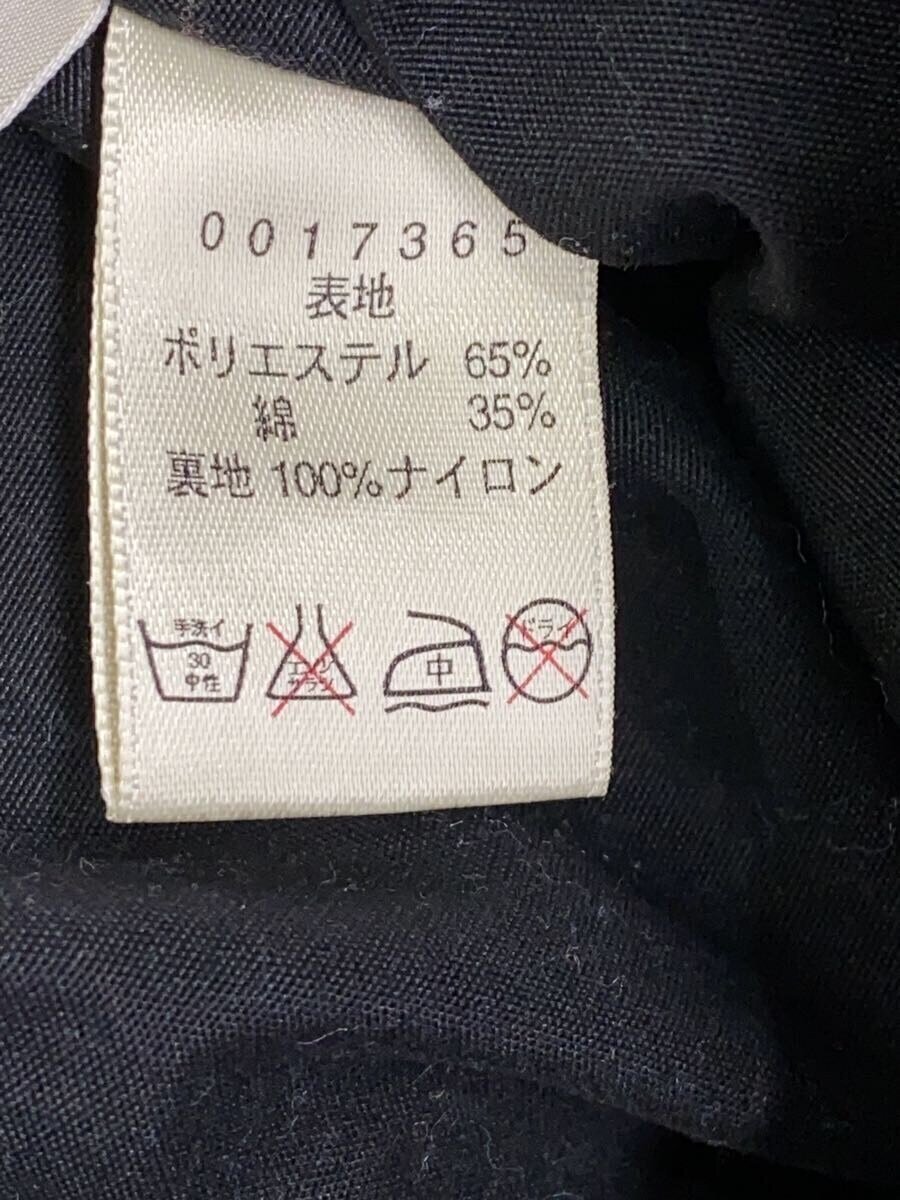 0017365
表地
ポリエステル 65%
綿 35%
裏地 100%ナイロン
手洗イ
30
中性
エンソ
サラシ
中
ドライ